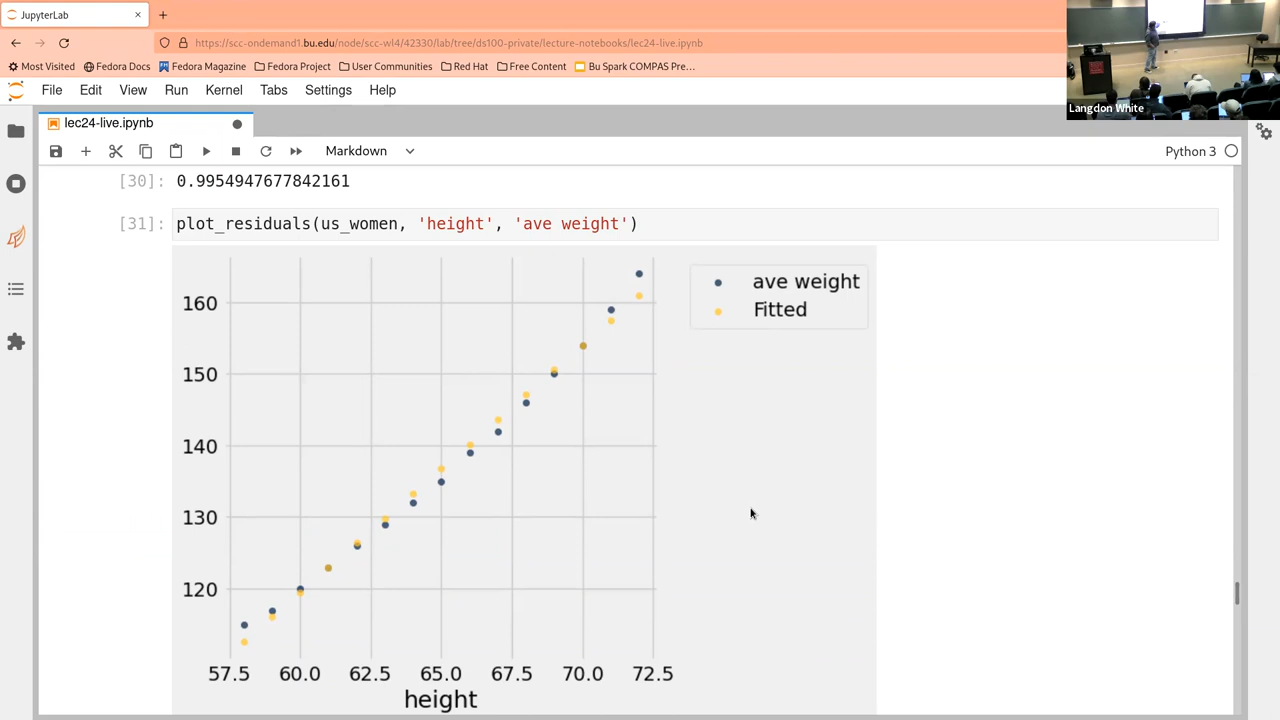 JupyterLab
https://scc-ondemand1.bu.edu/node/scc-wl4/42330/lab/tree/ds100-private/lecture-notebooks/lec24-live.ipynb
Most Visited Fedora Docs Fedora Magazine Fedora Project User Communities Red Hat Free Content Bu Spark COMPAS Pre…
Langdon White
File Edit View Run Kernel Tabs Settings Help
lec24-live.ipynb
Markdown
Python 3
[30]: 0.9954947677842161
[31]: plot_residuals(us_women, 'height', 'ave weight')
ave weight
Fitted
160
150
140
130
120
57.5 60.0 62.5 65.0 67.5 70.0 72.5
height